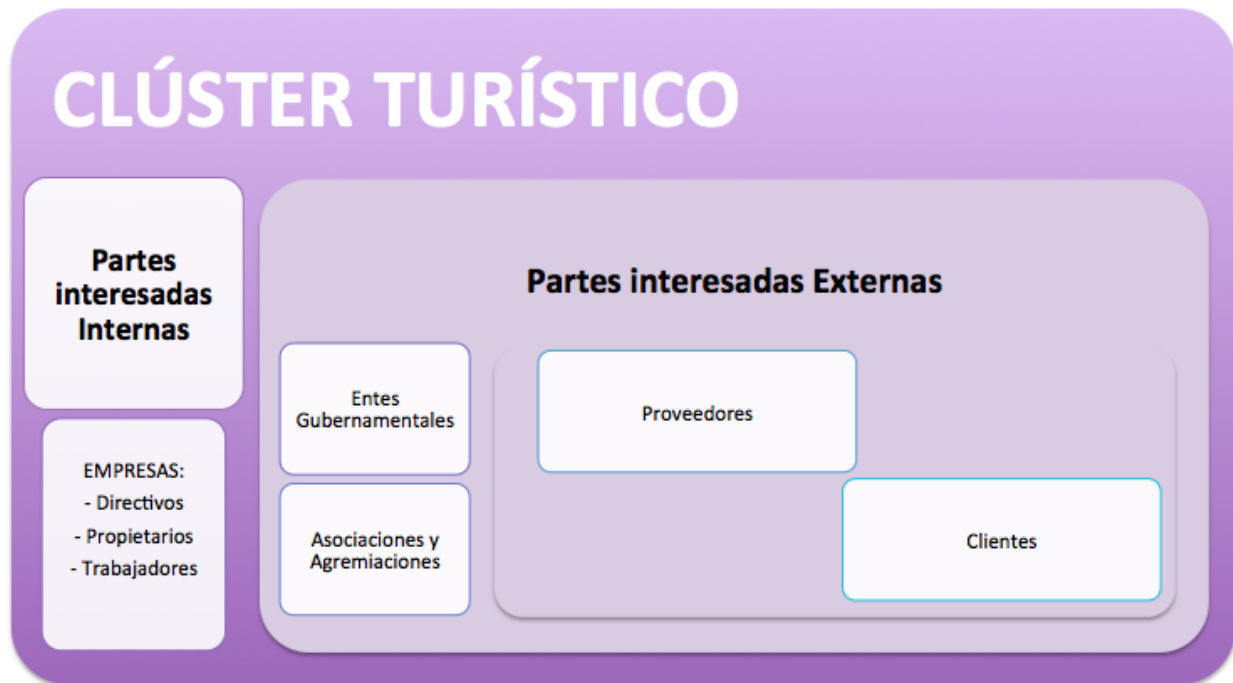 CLÚSTER TURÍSTICO
Partes
interesadas
Internas
EMPRESAS:
- Directivos
- Propietarios
- Trabajadores
Partes interesadas Externas
Entes
Gubernamentales
Asociaciones y
Agremiaciones
Proveedores
Clientes